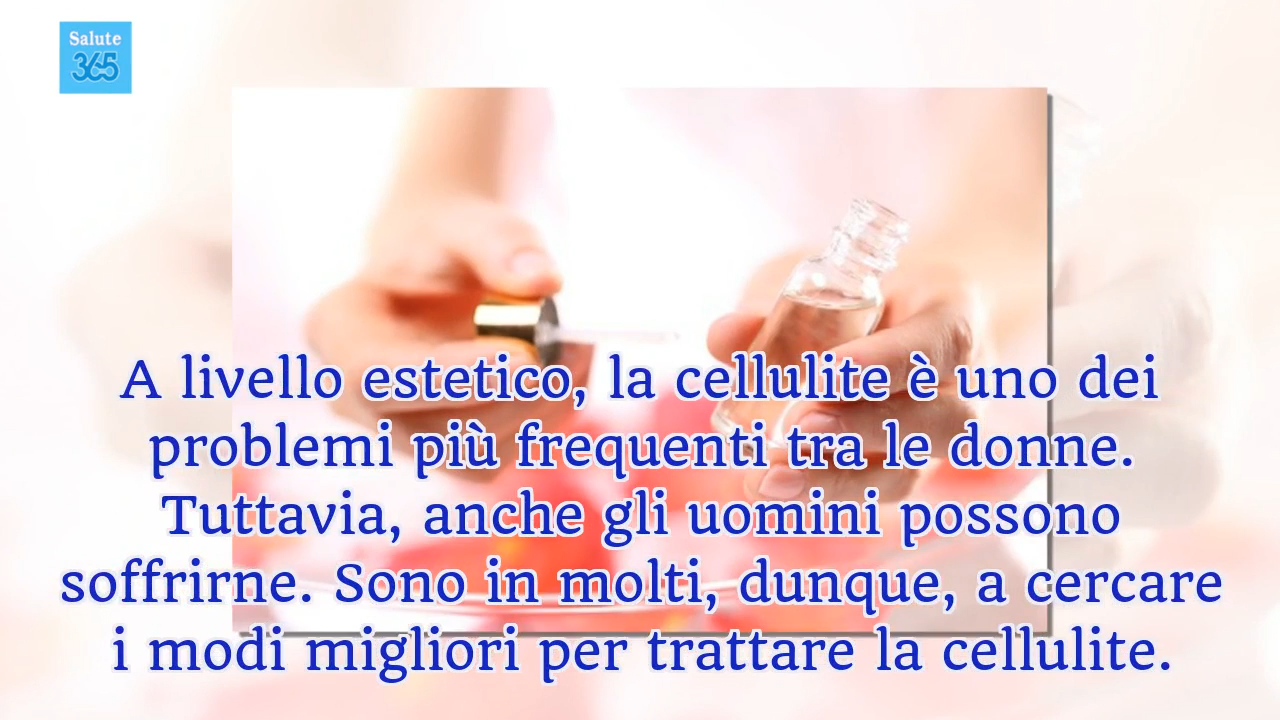 Salute
365
A livello estetico, la cellulite è uno dei
problemi più frequenti tra le donne.
Tuttavia, anche gli uomini possono
soffrirne. Sono in molti, dunque, a cercare
i modi migliori per trattare la cellulite.